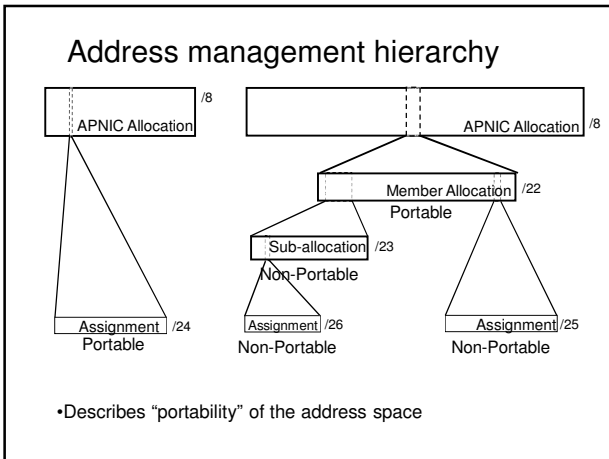 Address management hierarchy
/8
APNIC Allocation
APNIC Allocation
/8
Member Allocation
/22
Portable
Sub-allocation
/23
Non-Portable
Assignment
/24
Portable
Assignment
/26
Non-Portable
Assignment
/25
Non-Portable
•Describes “portability” of the address space